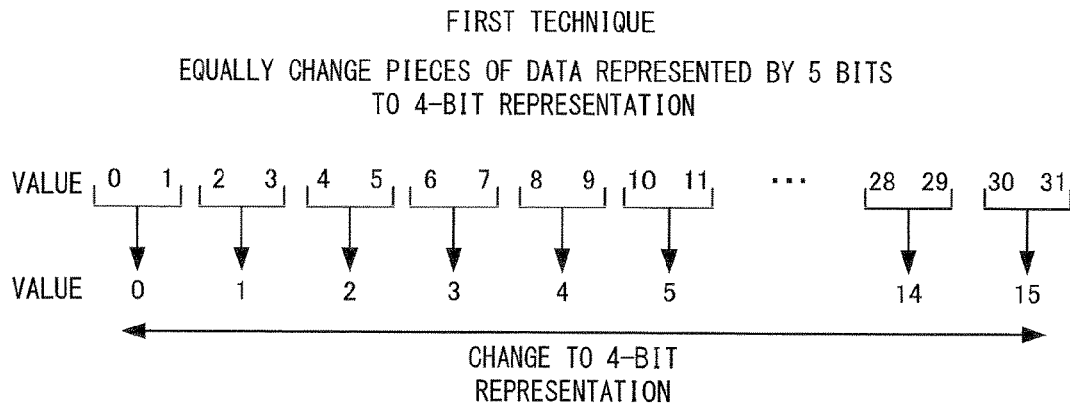 FIRST TECHNIQUE
EQUALLY CHANGE PIECES OF DATA REPRESENTED BY 5 BITS
TO 4-BIT REPRESENTATION
VALUE 0 1 2 3 4 5 6 7 8 9 10 11 ... 28 29 30 31
VALUE 0 1 2 3 4 5 14 15
CHANGE TO 4-BIT
REPRESENTATION